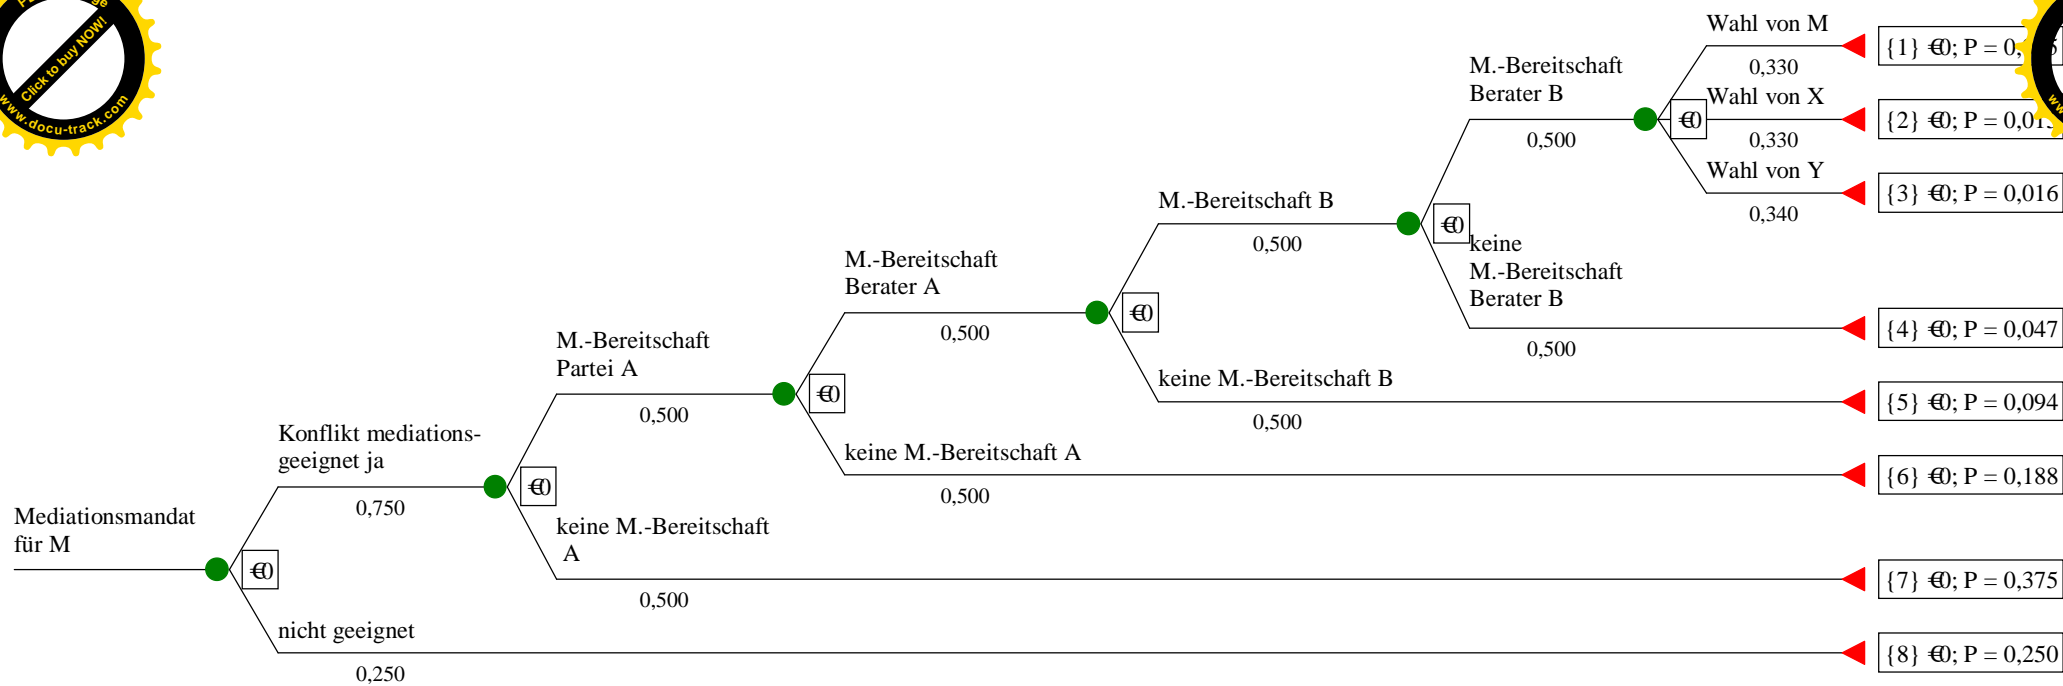 Click to buy NOW!
www.docu-track.com
Wahl von M
{1} €0; P = 0,
0,330
M.-Bereitschaft
Berater B
0,500
€0
Wahl von X
{2} €0; P = 0,01
0,330
Wahl von Y
{3} €0; P = 0,016
0,340
M.-Bereitschaft B
0,500
€0
keine
M.-Bereitschaft
Berater B
{4} €0; P = 0,047
0,500
M.-Bereitschaft
Berater A
0,500
€0
keine M.-Bereitschaft B
{5} €0; P = 0,094
0,500
M.-Bereitschaft
Partei A
0,500
€0
keine M.-Bereitschaft A
{6} €0; P = 0,188
0,500
Konflikt mediations-
geeignet ja
0,750
€0
keine M.-Bereitschaft
A
{7} €0; P = 0,375
0,500
Mediationsmandat
für M
€0
nicht geeignet
{8} €0; P = 0,250
0,250